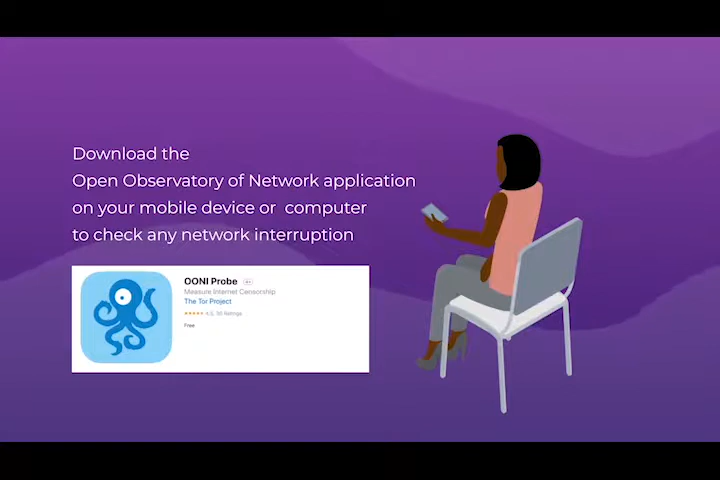 Download the
Open Observatory of Network application
on your mobile device or computer
to check any network interruption
OONI Probe 4+
Measure Internet Censorship
The Tor Project
Free